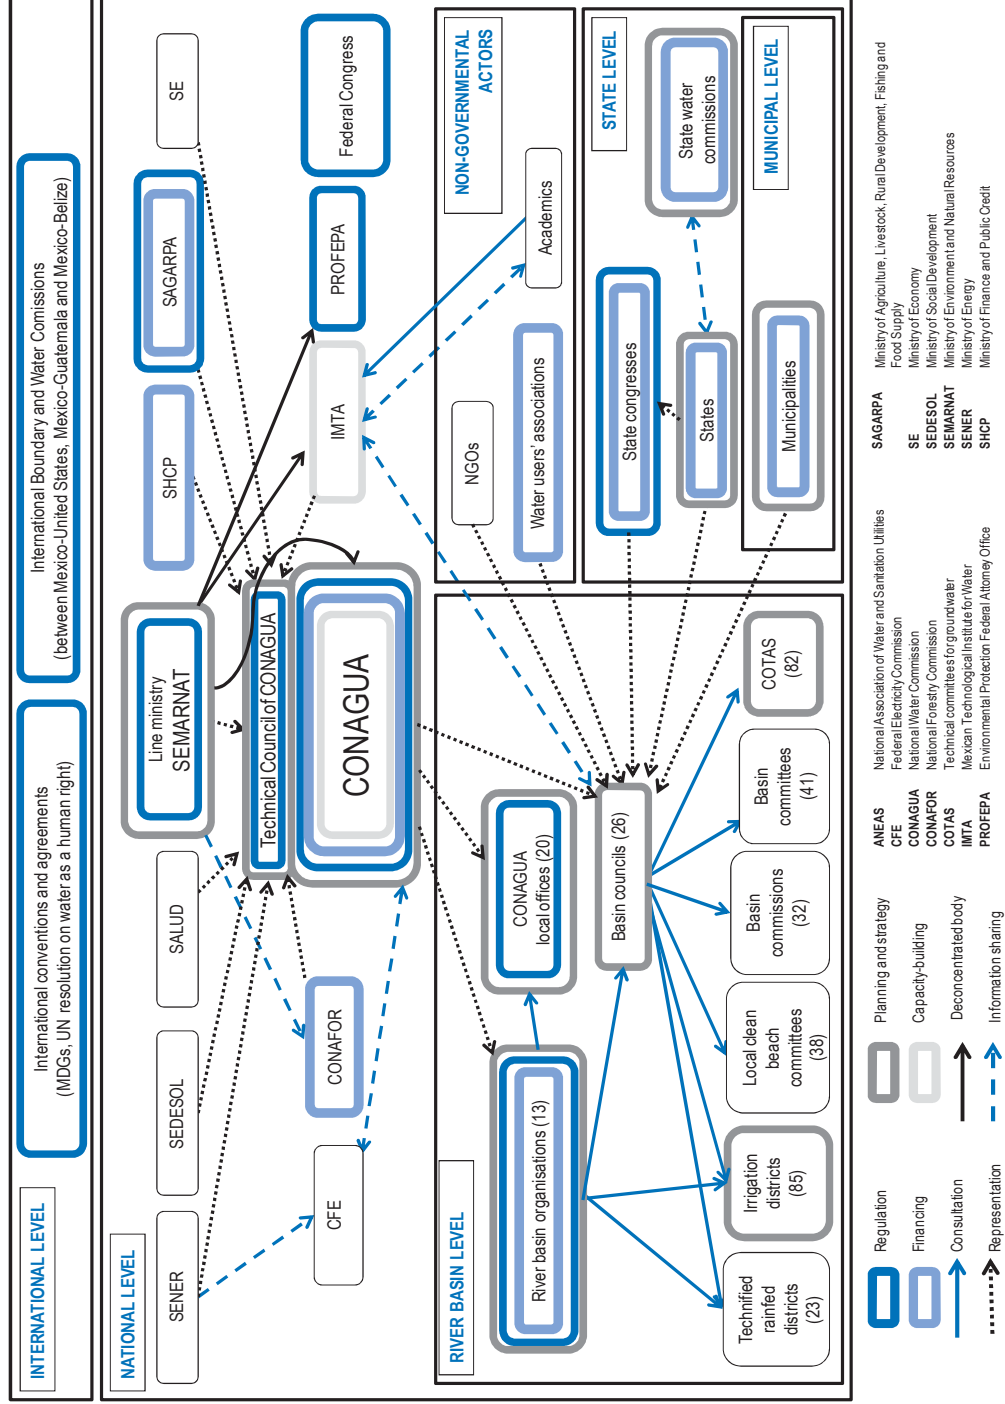 INTERNATIONAL LEVEL
International conventions and agreements
(MDGs, UN resolution on water as a human right)
International Boundary and Water Comissions
(between Mexico-United States, Mexico-Guatemala and Mexico-Belize)
NATIONAL LEVEL
SENER
SEDESOL
SALUD
Line ministry
SEMARNAT
SHCP
SAGARPA
SE
Technical Council of CONAGUA
CFE
CONAFOR
CONAGUA
IMTA
PROFEPA
Federal Congress
RIVER BASIN LEVEL
River basin organisations (13)
CONAGUA
local offices (20)
Basin councils (26)
Technified
rainfed
districts
(23)
Irrigation
districts
(85)
Local clean
beach
committees
(38)
Basin
commissions
(32)
Basin
committees
(41)
COTAS
(82)
NON-GOVERNMENTAL
ACTORS
NGOs
Water users' associations
Academics
STATE LEVEL
State congresses
States
State water
commissions
MUNICIPAL LEVEL
Municipalities
Regulation
Financing
Consultation
Representation
Planning and strategy
Capacity-building
Deconcentrated body
Information sharing
ANEAS National Association of Water and Sanitation Utilities
CFE Federal Electricity Commission
CONAGUA National Water Commission
CONAFOR National Forestry Commission
COTAS Technical committees for groundwater
IMTA Mexican Technological Institute for Water
PROFEPA Environmental Protection Federal Attorney Office
SAGARPA Ministry of Agriculture, Livestock, Rural Development, Fishing and
Food Supply
SE Ministry of Economy
SEDESOL Ministry of Social Development
SEMARNAT Ministry of Environment and Natural Resources
SENER Ministry of Energy
SHCP Ministry of Finance and Public Credit